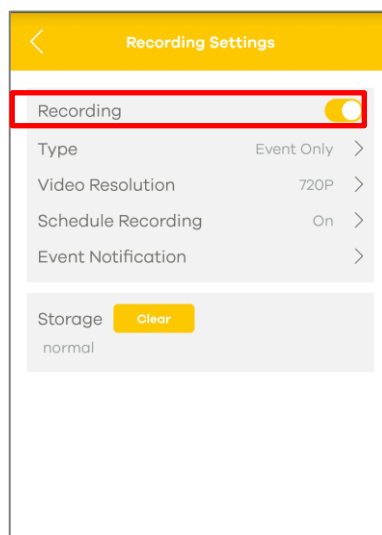 Recording Settings
Recording
Type Event Only
Video Resolution 720P
Schedule Recording On
Event Notification
Storage Clear
normal